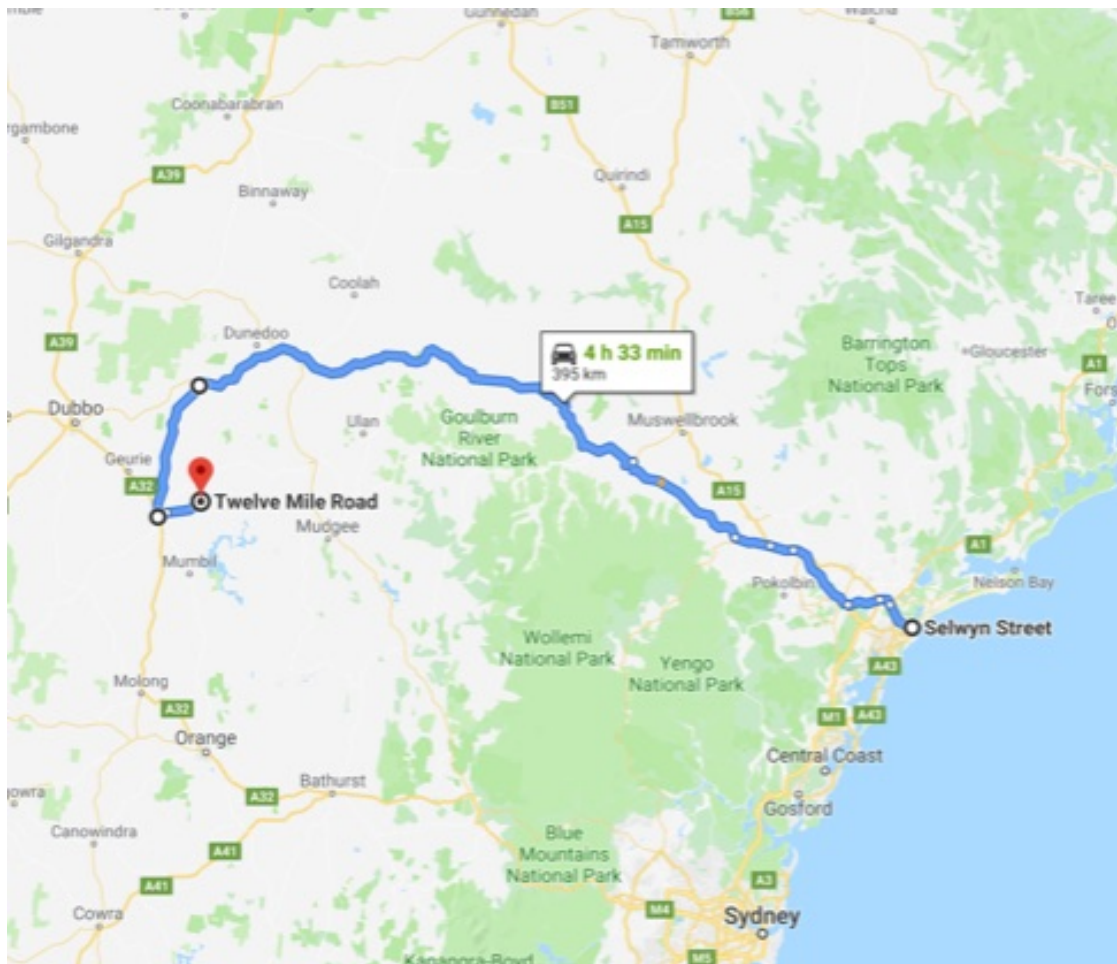 Gunnedah
B56
Walcha
Tamworth
Coonabarabran
B51
rgambone
A39
Binnaway
Quirindi
A15
Gilgandra
Coolah
Taree
Dunedoo
A39
4 h 33 min
395 km
Barrington
Tops
National Park
Gloucester
A1
Fors
Dubbo
Ulan
Goulburn
River
National Park
Muswellbrook
Geurie
A32
Twelve Mile Road
A15
Mudgee
A1
Mumbil
Pokolbin
Nelson Bay
Selwyn Street
Wollemi
National Park
Yengo
National Park
A43
Molong
A32
M1
A43
Orange
Central Coast
Bathurst
A32
Gosford
owra
Canowindra
Blue
Mountains
National Park
A41
A41
A3
Cowra
M4
Sydney
M5
Kanangra-Boyd